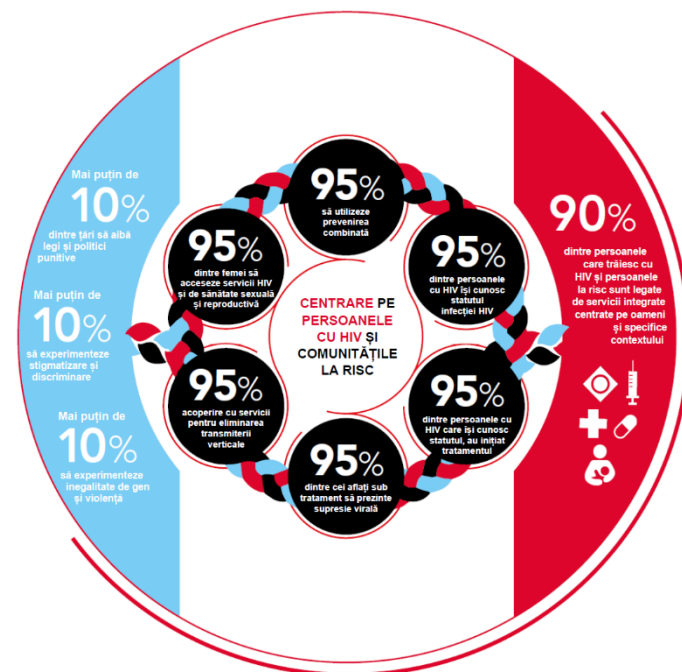 Mai puțin de
10%
dintre țări să aibă
legi și politici
punitive
Mai puțin de
10%
să experimenteze
stigmatizare și
discriminare
Mai puțin de
10%
să experimenteze
inegalitate de gen
și violență
95%
să utilizeze
prevenirea
combinată
95%
dintre persoanele
cu HIV își cunosc
statutul
infecției HIV
95%
dintre persoanele cu
HIV care își cunosc
statutul, au inițiat
tratamentul
95%
dintre cei aflați sub
tratament să prezinte
supresie virală
95%
acoperire cu servicii
pentru eliminarea
transmiterii
verticale
95%
dintre femei să
acceseze servicii HIV
și de sănătate sexuală
și reproductivă
CENTRARE PE
PERSOANELE
CU HIV ȘI
COMUNITĂȚILE
LA RISC
90%
dintre persoanele
care trăiesc cu
HIV și persoanele
la risc sunt legate
de servicii integrate
centrate pe oameni
și specifice
contextului